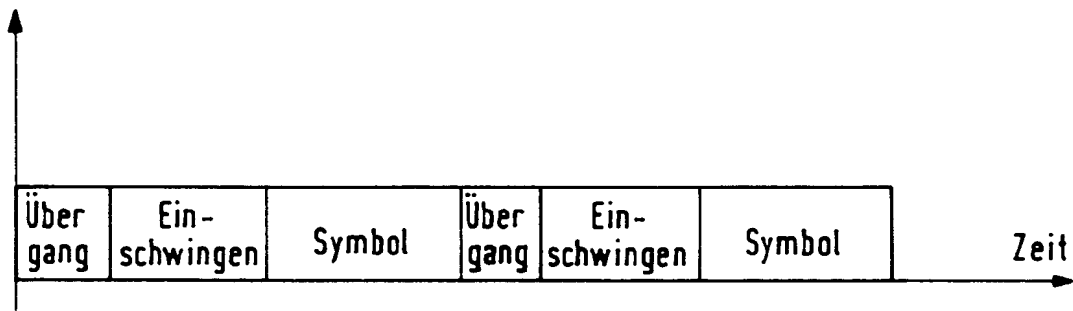 Über
gang
Ein-
schwingen
Symbol
Über
gang
Ein-
schwingen
Symbol
Zeit